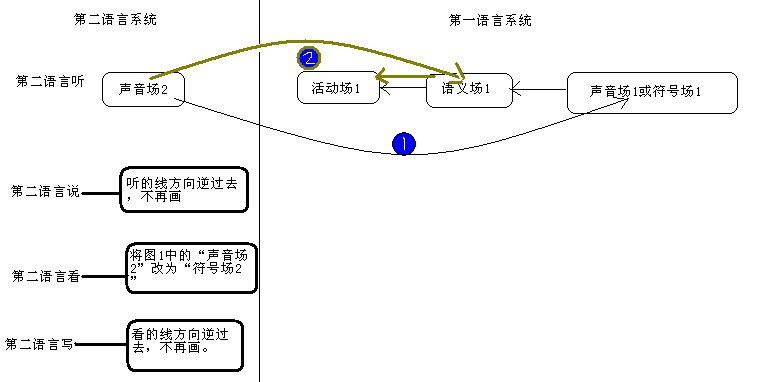 第二语言系统
第一语言系统
②
第二语言听
声音场2
活动场1
语义场1
声音场1或符号场1
①
第二语言说
听的线方向逆过去
，不再画
第二语言看
将图1中的“声音场
2”改为“符号场2
”
第二语言写
看的线方向逆过
去，不再画。